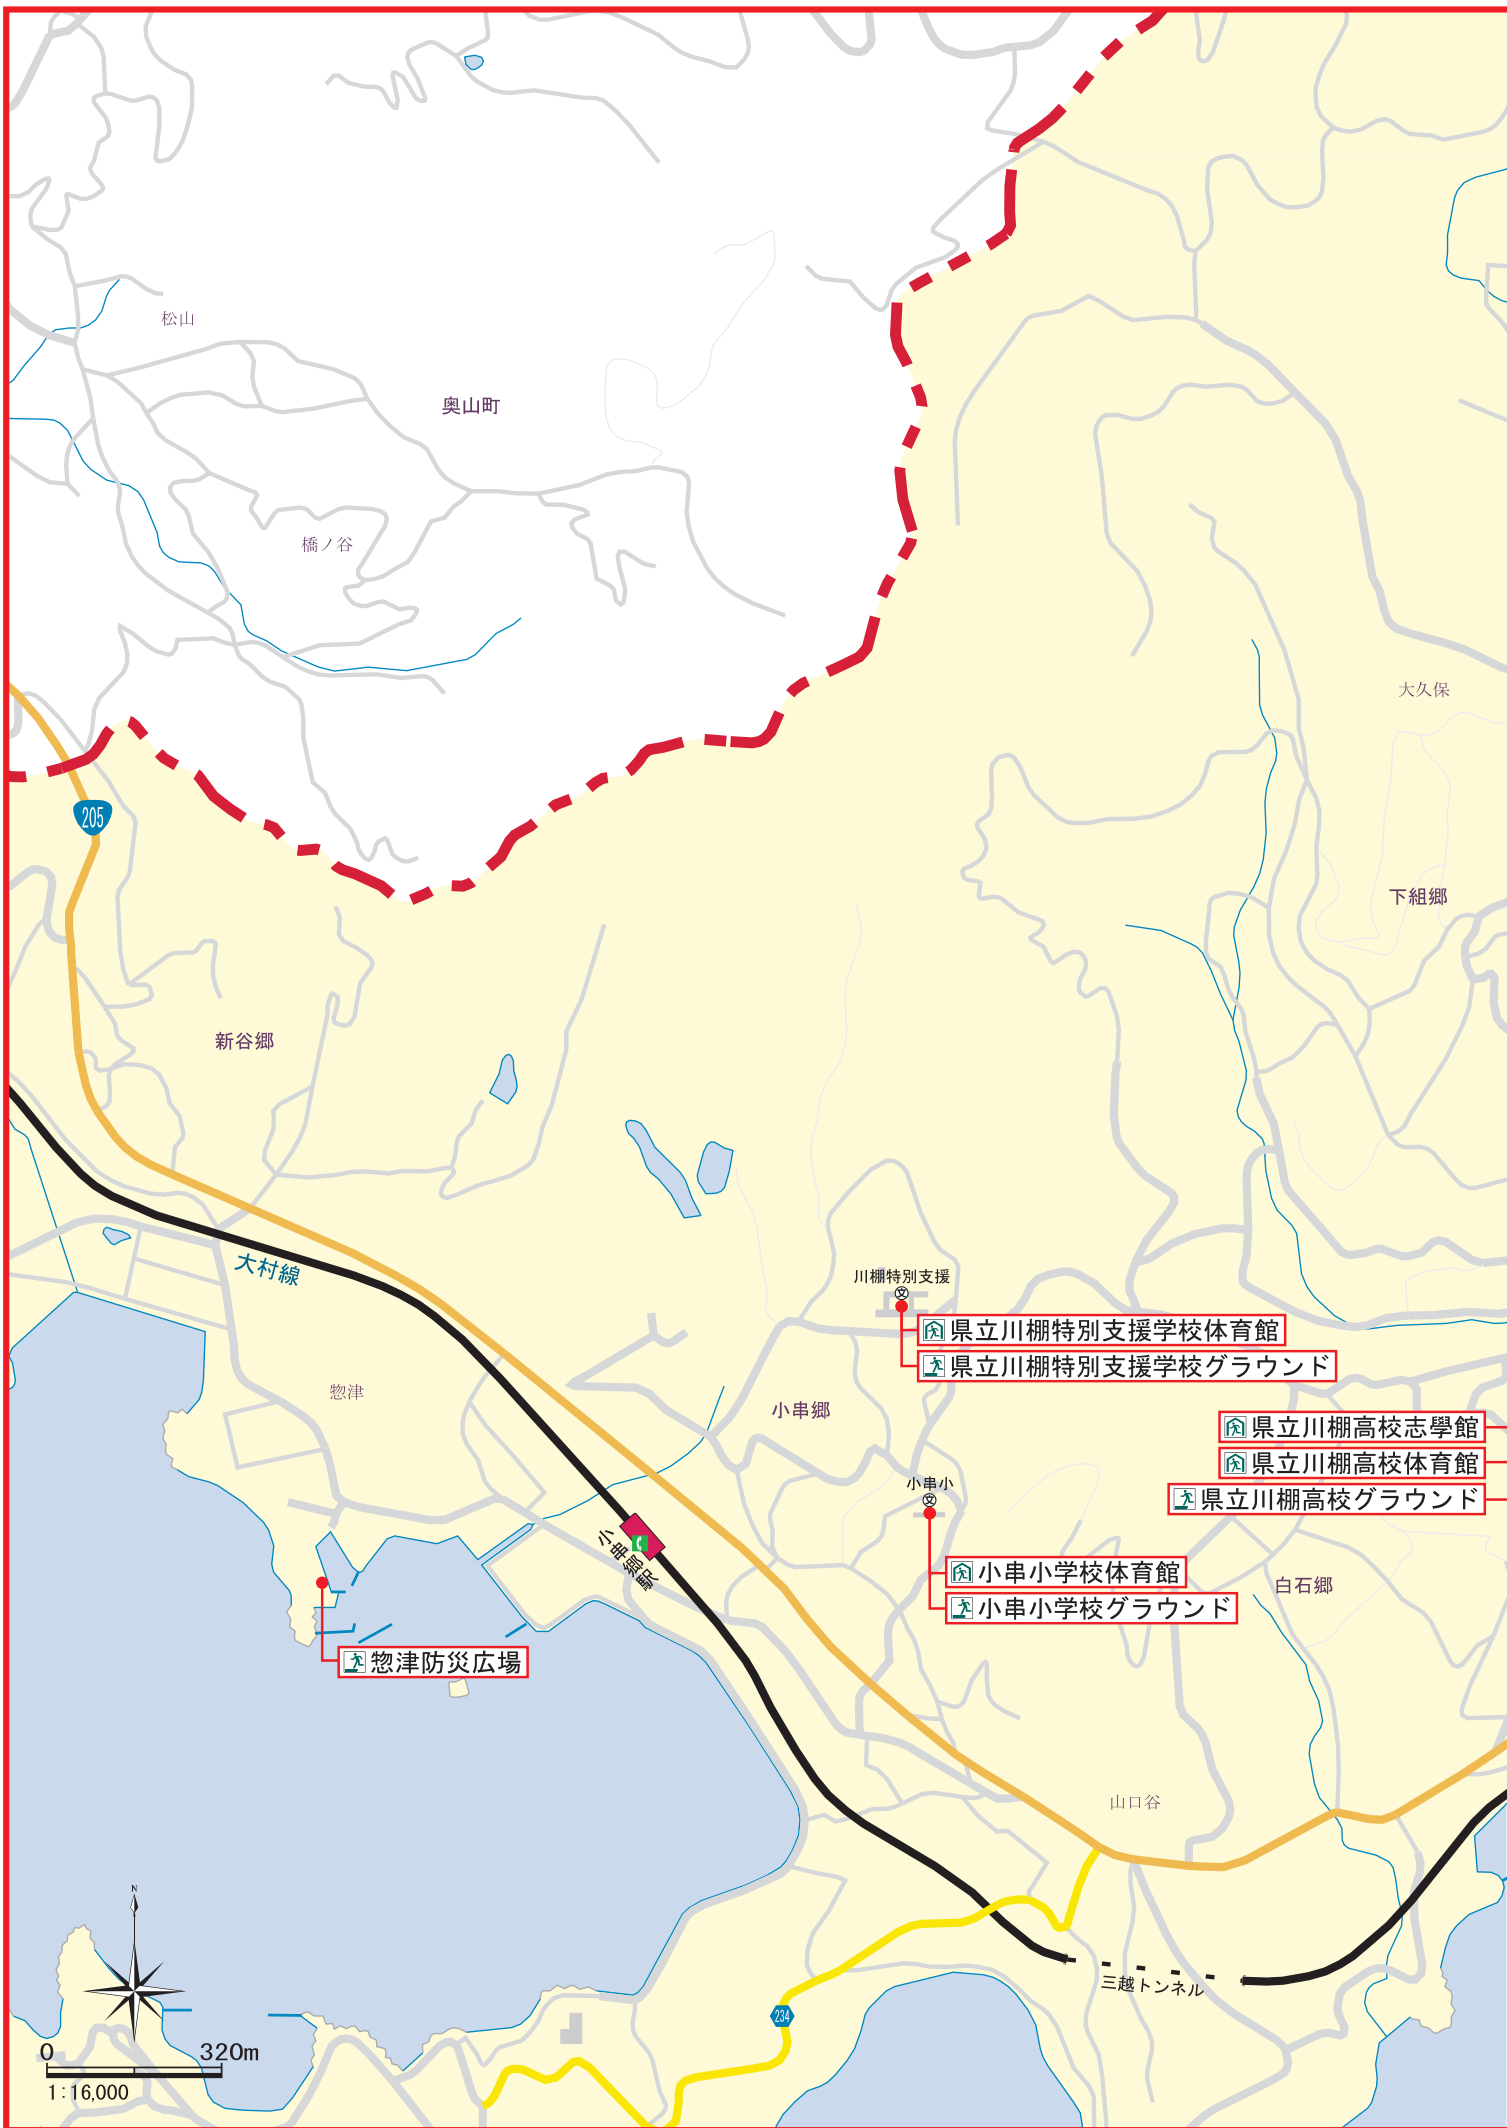 松山
奥山町
橋ノ谷
大久保
205
下組郷
新谷郷
大村線
川棚特別支援
文
県立川棚特別支援学校体育館
県立川棚特別支援学校グラウンド
惣津
小串郷
県立川棚高校志學館
県立川棚高校体育館
県立川棚高校グラウンド
小串小
文
小串郷駅
小串小学校体育館
小串小学校グラウンド
白石郷
惣津防災広場
山口谷
N
三越トンネル
234
0 320m
1:16,000